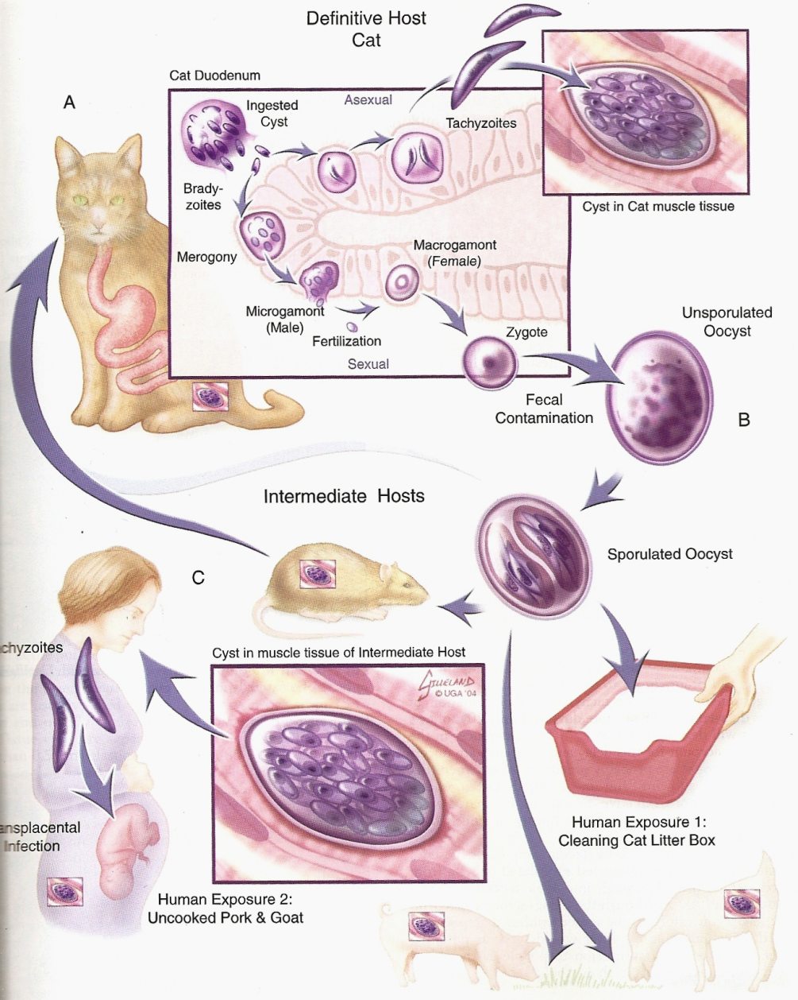 Definitive Host
Cat
Cat Duodenum
A
Ingested
Cyst
Asexual
Tachyzoites
Brady-
zoites
Cyst in Cat muscle tissue
Merogony
Macrogamont
(Female)
Microgamont
(Male)
Fertilization
Zygote
Sexual
Unsporulated
Oocyst
Fecal
Contamination
B
Intermediate Hosts
Sporulated Oocyst
C
chyzoites
Cyst in muscle tissue of Intermediate Host
GILLELAND
© UGA '04
ansplacental
Infection
Human Exposure 1:
Cleaning Cat Litter Box
Human Exposure 2:
Uncooked Pork & Goat